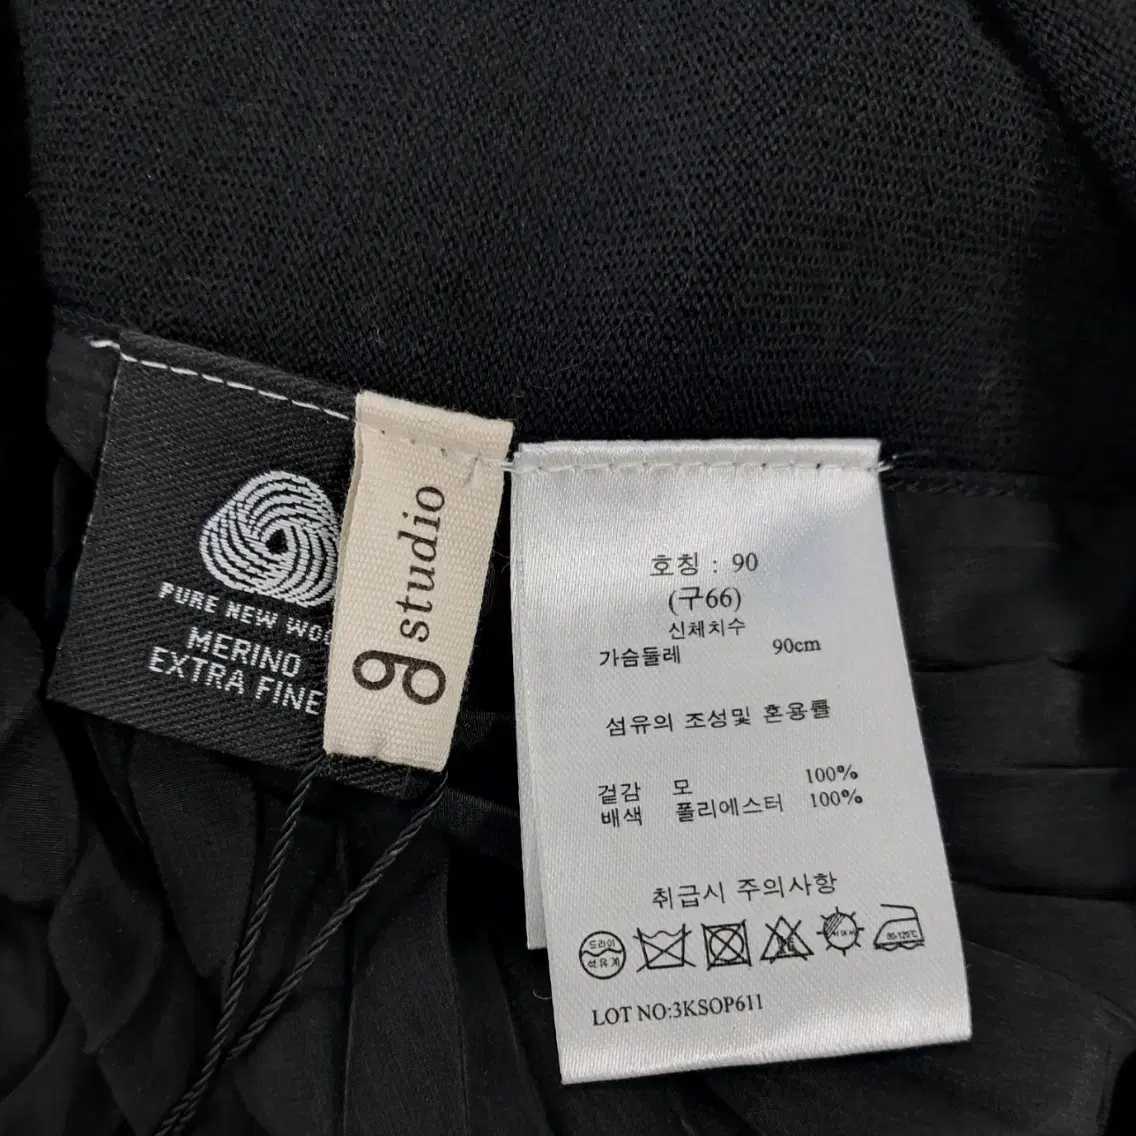 PURE NEW WOO
MERINO
EXTRA FINE
g studio
호칭 : 90
(구66)
신체치수
가슴둘레 90cm
섬유의 조성및 혼용률
겉감 모 100%
배색 폴리에스터 100%
취급시 주의사항
드라이
석유계
80-120℃
LOT NO:3KSOP611